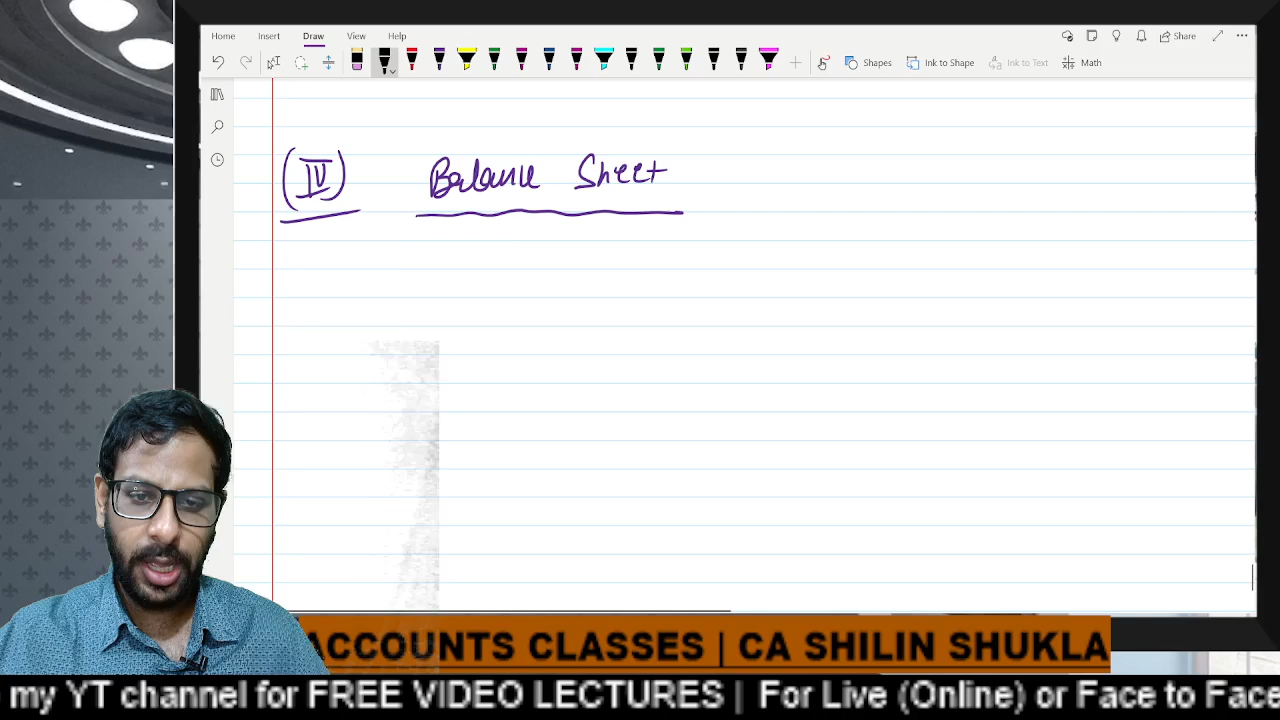 Home Insert Draw View Help Share
Shapes Ink to Shape Ink to Text Math
(IV) Balance Sheet
ACCOUNTS CLASSES | CA SHILIN SHUKLA
my YT channel for FREE VIDEO LECTURES | For Live (Online) or Face to Face